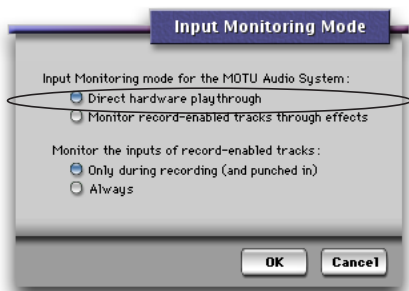 Input Monitoring Mode
Input Monitoring mode for the MOTU Audio System:
Direct hardware playthrough
Monitor record-enabled tracks through effects
Monitor the inputs of record-enabled tracks:
Only during recording (and punched in)
Always
OK Cancel